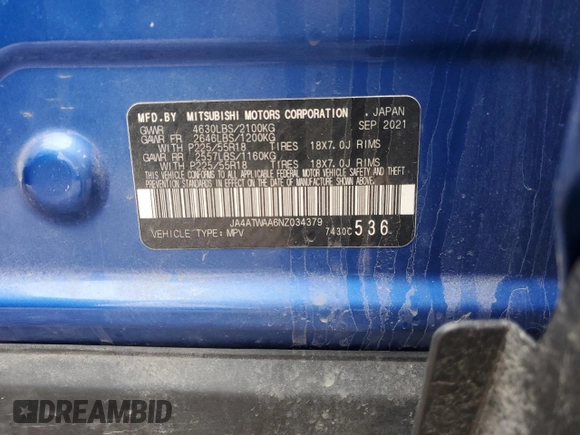 MFD.BY MITSUBISHI MOTORS CORPORATION , JAPAN
GVWR 4630LBS/2100KG SEP 2021
GAWR FR 2646LBS/1200KG
WITH P225/55R18 TIRES 18X7.0J RIMS
GAWR RR 2557LBS/1160KG
WITH P225/55R18 TIRES 18X7.0J RIMS
THIS VEHICLE CONFORMS TO ALL APPLICABLE FEDERAL MOTOR VEHICLE SAFETY AND THEFT
PREVENTION STANDARDS IN EFFECT ON THE DATE OF MANUFACTURE SHOWN ABOVE.
JA4ATWAA6NZ034379
VEHICLE TYPE: MPV 7430C 536
DREAMBID